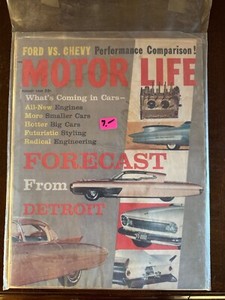 FORD VS. CHEVY Performance Comparison!
MOTOR LIFE
What's Coming in Cars—
All-New Engines
More Smaller Cars
Hotter Big Cars
Futuristic Styling
Radical Engineering
FORECAST
From
DETROIT